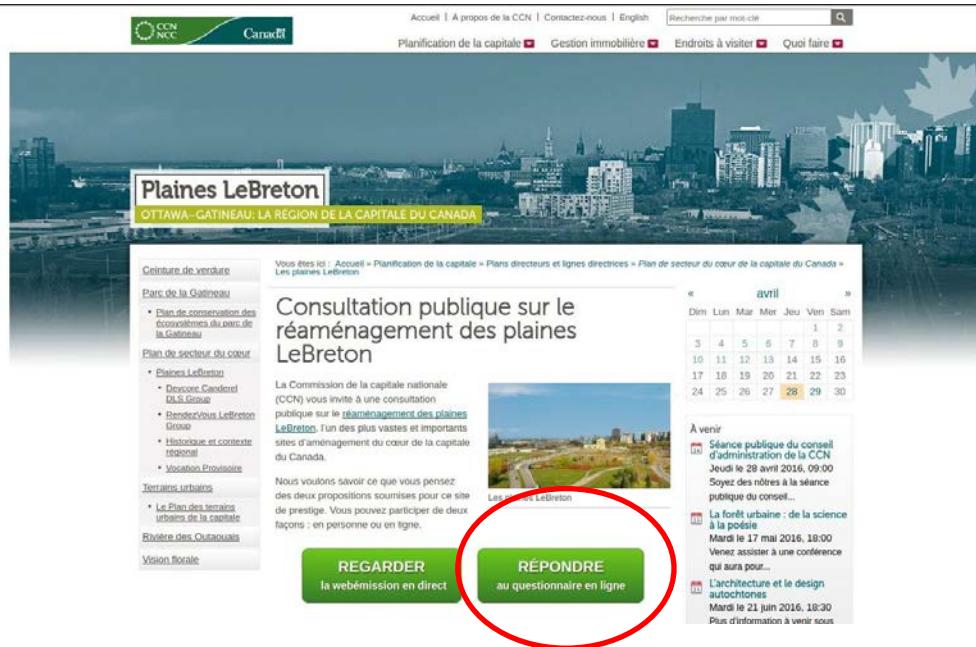 Accueil | À propos de la CCN | Contactez-nous | English
Recherche par mot-clé
CCN
NCC
Canada
Planification de la capitale
Gestion immobilière
Endroits à visiter
Quoi faire
Plaines LeBreton
OTTAWA–GATINEAU: LA RÉGION DE LA CAPITALE DU CANADA
Vous êtes ici : Accueil » Planification de la capitale » Plans directeurs et lignes directrices » Plan de secteur du cœur de la capitale du Canada »
Les plaines LeBreton
Ceinture de verdure
Parc de la Gatineau
• Plan de conservation des
écosystèmes du parc de
la Gatineau
Plan de secteur du cœur
• Plaines LeBreton
• Devcore Canderel
DLS Group
• RendezVous LeBreton
Group
• Historique et contexte
régional
• Vocation Provisoire
Terrains urbains
• Le Plan des terrains
urbains de la capitale
Rivière des Outaouais
Vision florale
Consultation publique sur le
réaménagement des plaines
LeBreton
La Commission de la capitale nationale
(CCN) vous invite à une consultation
publique sur le réaménagement des plaines
LeBreton, l'un des plus vastes et importants
sites d'aménagement du cœur de la capitale
du Canada.
Nous voulons savoir ce que vous pensez
des deux propositions soumises pour ce site
de prestige. Vous pouvez participer de deux
façons : en personne ou en ligne.
Les plaines LeBreton
REGARDER
la webémission en direct
RÉPONDRE
au questionnaire en ligne
« avril »
Dim Lun Mar Mer Jeu Ven Sam
1 2
3 4 5 6 7 8 9
10 11 12 13 14 15 16
17 18 19 20 21 22 23
24 25 26 27 28 29 30
À venir
Séance publique du conseil
d'administration de la CCN
Jeudi le 28 avril 2016, 09:00
Soyez des nôtres à la séance
publique du conseil...
La forêt urbaine : de la science
à la poésie
Mardi le 17 mai 2016, 18:00
Venez assister à une conférence
qui aura pour...
L'architecture et le design
autochtones
Mardi le 21 juin 2016, 18:30
Plus d'information à venir sous